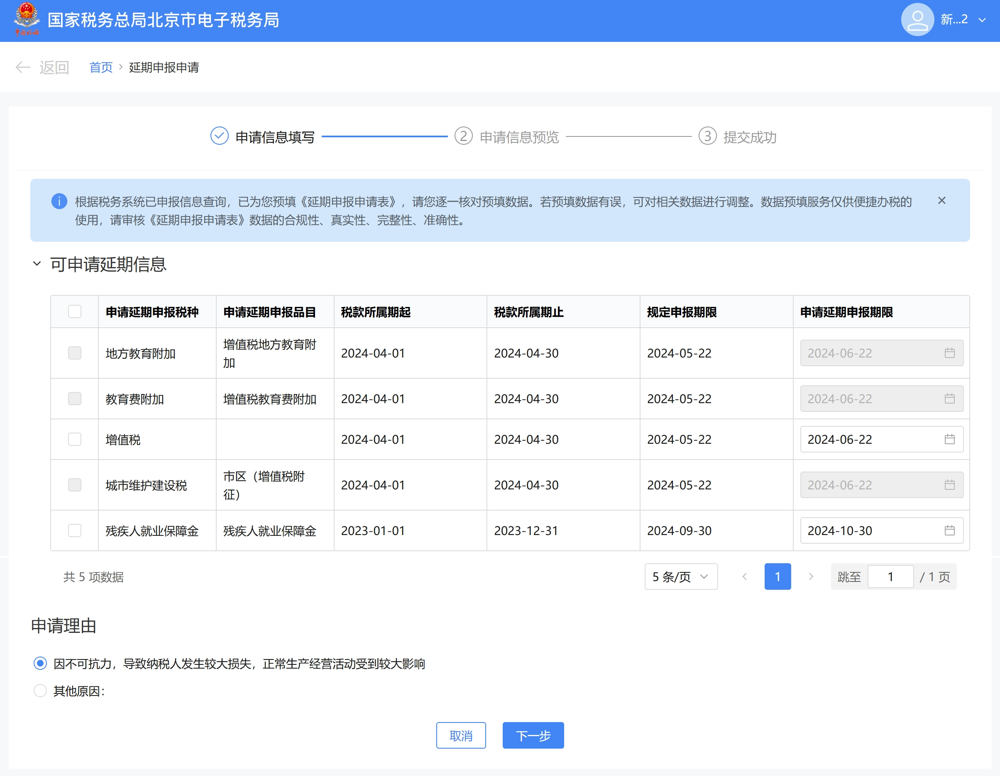 国家税务总局北京市电子税务局
新...2
返回
首页 > 延期申报申请
申请信息填写
2 申请信息预览
3 提交成功
根据税务系统已申报信息查询，已为您预填《延期申报申请表》，请您逐一核对预填数据。若预填数据有误，可对相关数据进行调整。数据预填服务仅供便捷办税的
使用，请审核《延期申报申请表》数据的合规性、真实性、完整性、准确性。
可申请延期信息
申请延期申报税种 申请延期申报品目 税款所属期起 税款所属期止 规定申报期限 申请延期申报期限
地方教育附加 增值税地方教育附
加 2024-04-01 2024-04-30 2024-05-22 2024-06-22
教育费附加 增值税教育费附加 2024-04-01 2024-04-30 2024-05-22 2024-06-22
增值税 2024-04-01 2024-04-30 2024-05-22 2024-06-22
城市维护建设税 市区（增值税附
征） 2024-04-01 2024-04-30 2024-05-22 2024-06-22
残疾人就业保障金 残疾人就业保障金 2023-01-01 2023-12-31 2024-09-30 2024-10-30
共 5 项数据
5 条/页 1 跳至 1 / 1 页
申请理由
因不可抗力，导致纳税人发生较大损失，正常生产经营活动受到较大影响
其他原因：
取消 下一步